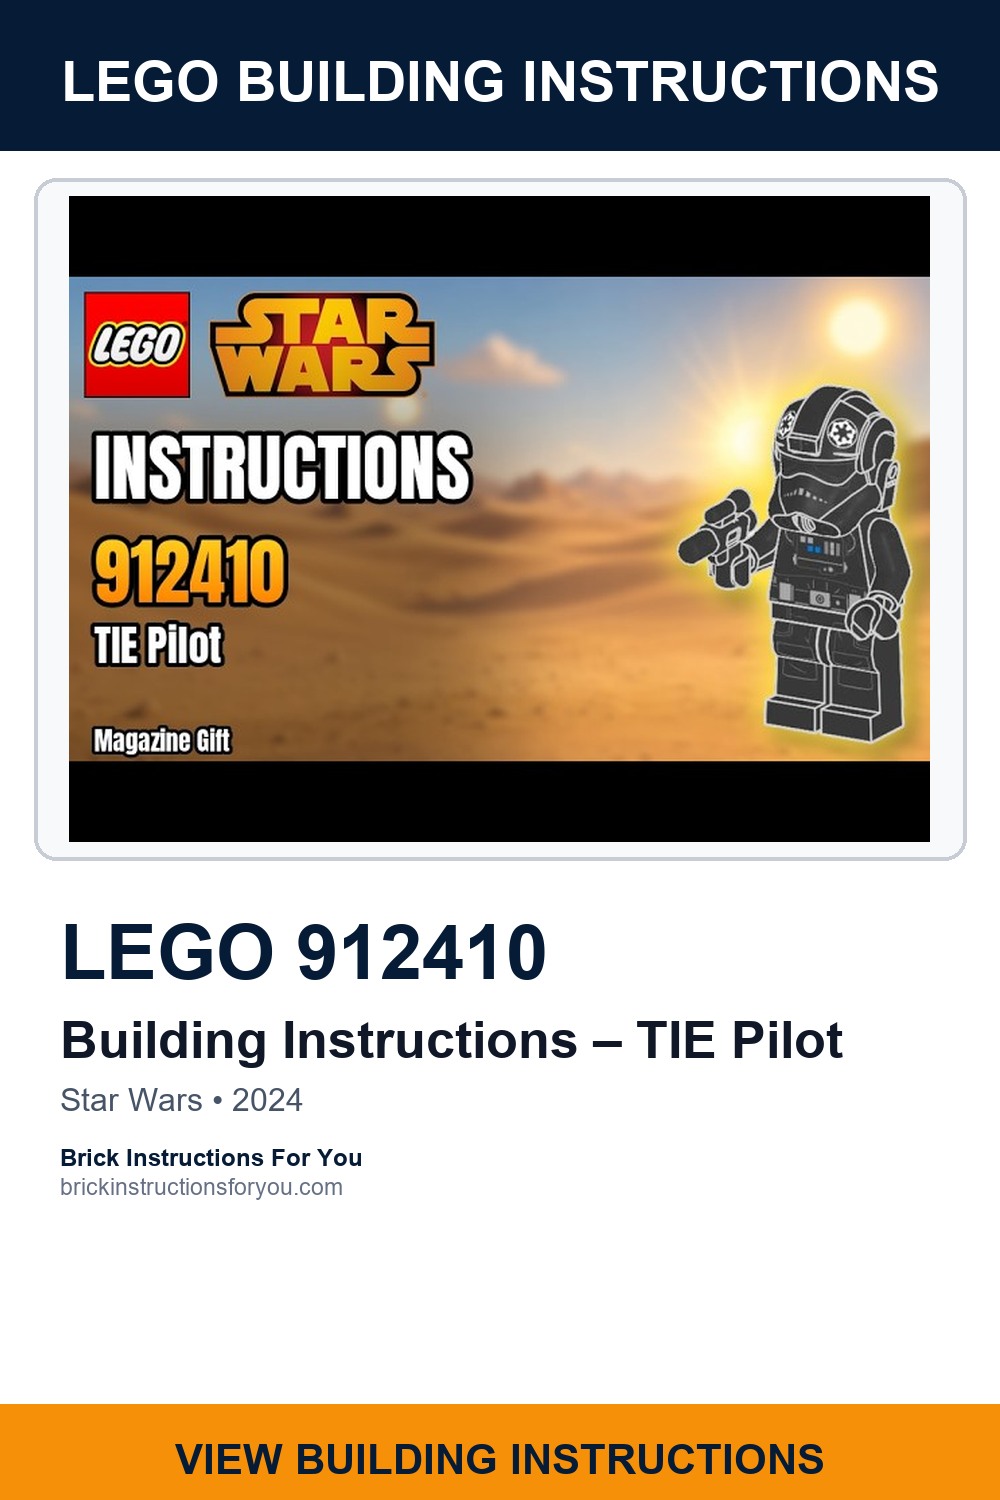 LEGO BUILDING INSTRUCTIONS
LEGO
STAR
WARS
INSTRUCTIONS
912410
TIE Pilot
Magazine Gift
LEGO 912410
Building Instructions – TIE Pilot
Star Wars • 2024
Brick Instructions For You
brickinstructionsforyou.com
VIEW BUILDING INSTRUCTIONS